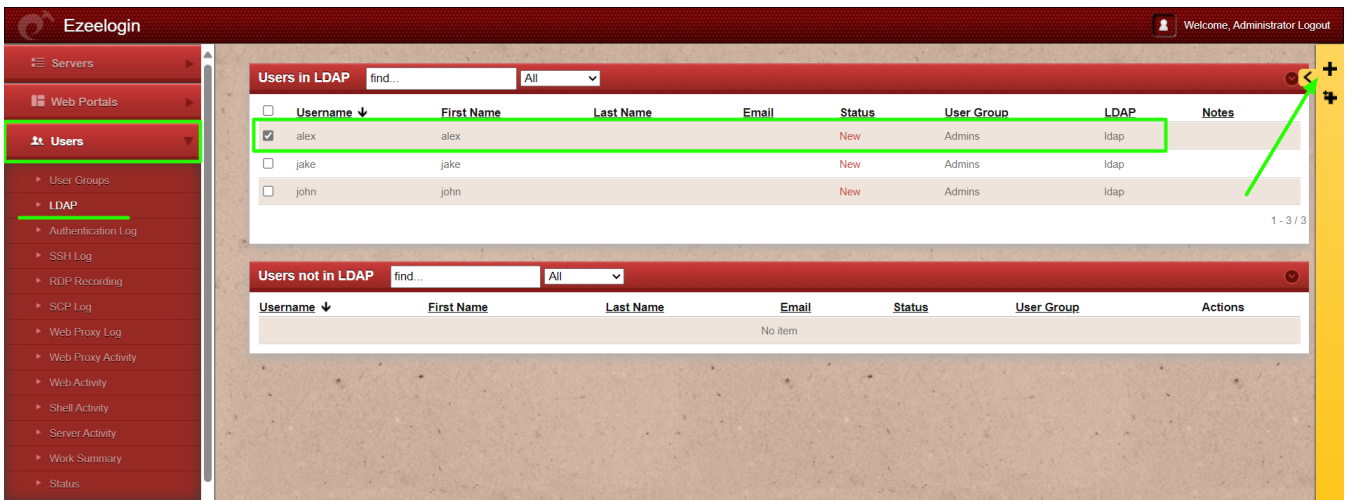 Ezeelogin
Welcome, Administrator Logout
Servers
Web Portals
Users
User Groups
LDAP
Authentication Log
SSH Log
RDP Recording
SCP Log
Web Proxy Log
Web Proxy Activity
Web Activity
Shell Activity
Server Activity
Work Summary
Status
Users in LDAP find... All
Username First Name Last Name Email Status User Group LDAP Notes
alex alex New Admins ldap
jake jake New Admins ldap
john john New Admins ldap
1 - 3 / 3
Users not in LDAP find... All
Username First Name Last Name Email Status User Group Actions
No item